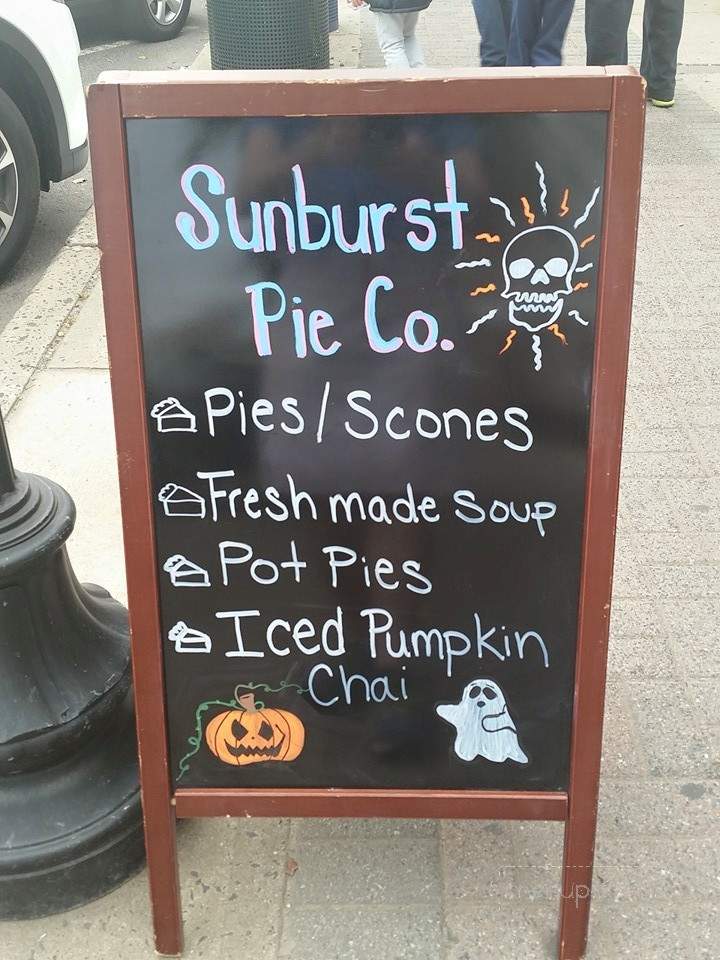 Sunburst
Pie Co.
Pies/Scones
Fresh made soup
Pot Pies
Iced Pumpkin
Chai